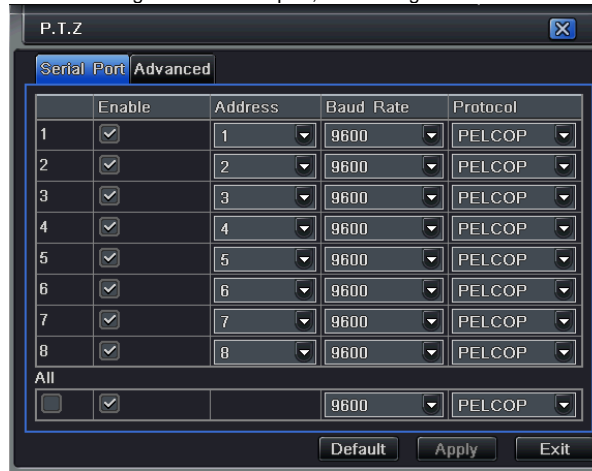 P.T.Z
Serial Port Advanced
Enable Address Baud Rate Protocol
1 1 9600 PELCOP
2 2 9600 PELCOP
3 3 9600 PELCOP
4 4 9600 PELCOP
5 5 9600 PELCOP
6 6 9600 PELCOP
7 7 9600 PELCOP
8 8 9600 PELCOP
All
9600 PELCOP
Default Apply Exit